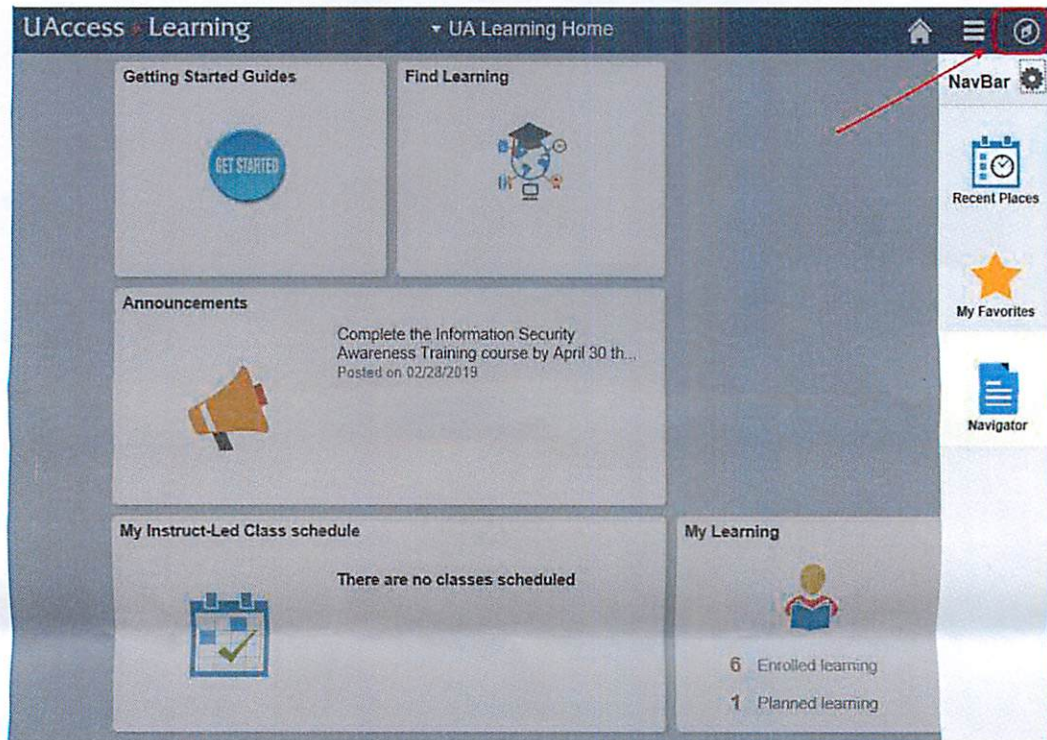 UAccess Learning
UA Learning Home
NavBar
Getting Started Guides
GET STARTED
Find Learning
Recent Places
My Favorites
Navigator
Announcements
Complete the Information Security
Awareness Training course by April 30 th...
Posted on 02/28/2019
My Instruct-Led Class schedule
There are no classes scheduled
My Learning
6 Enrolled learning
1 Planned learning